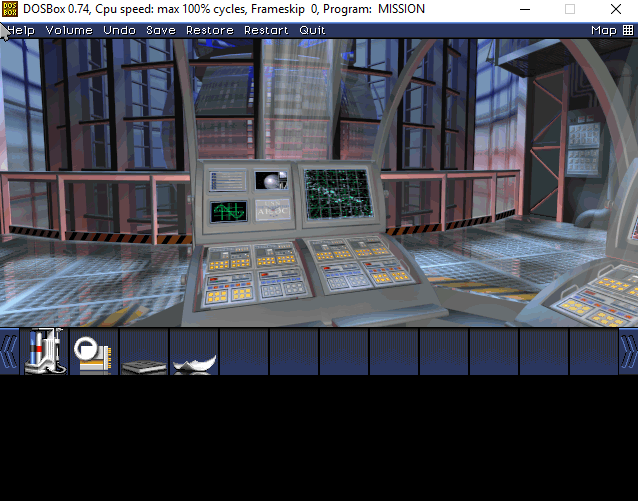 DOSBox 0.74, Cpu speed: max 100% cycles, Frameskip 0, Program: MISSION
Help Volume Undo Save Restore Restart Quit Map